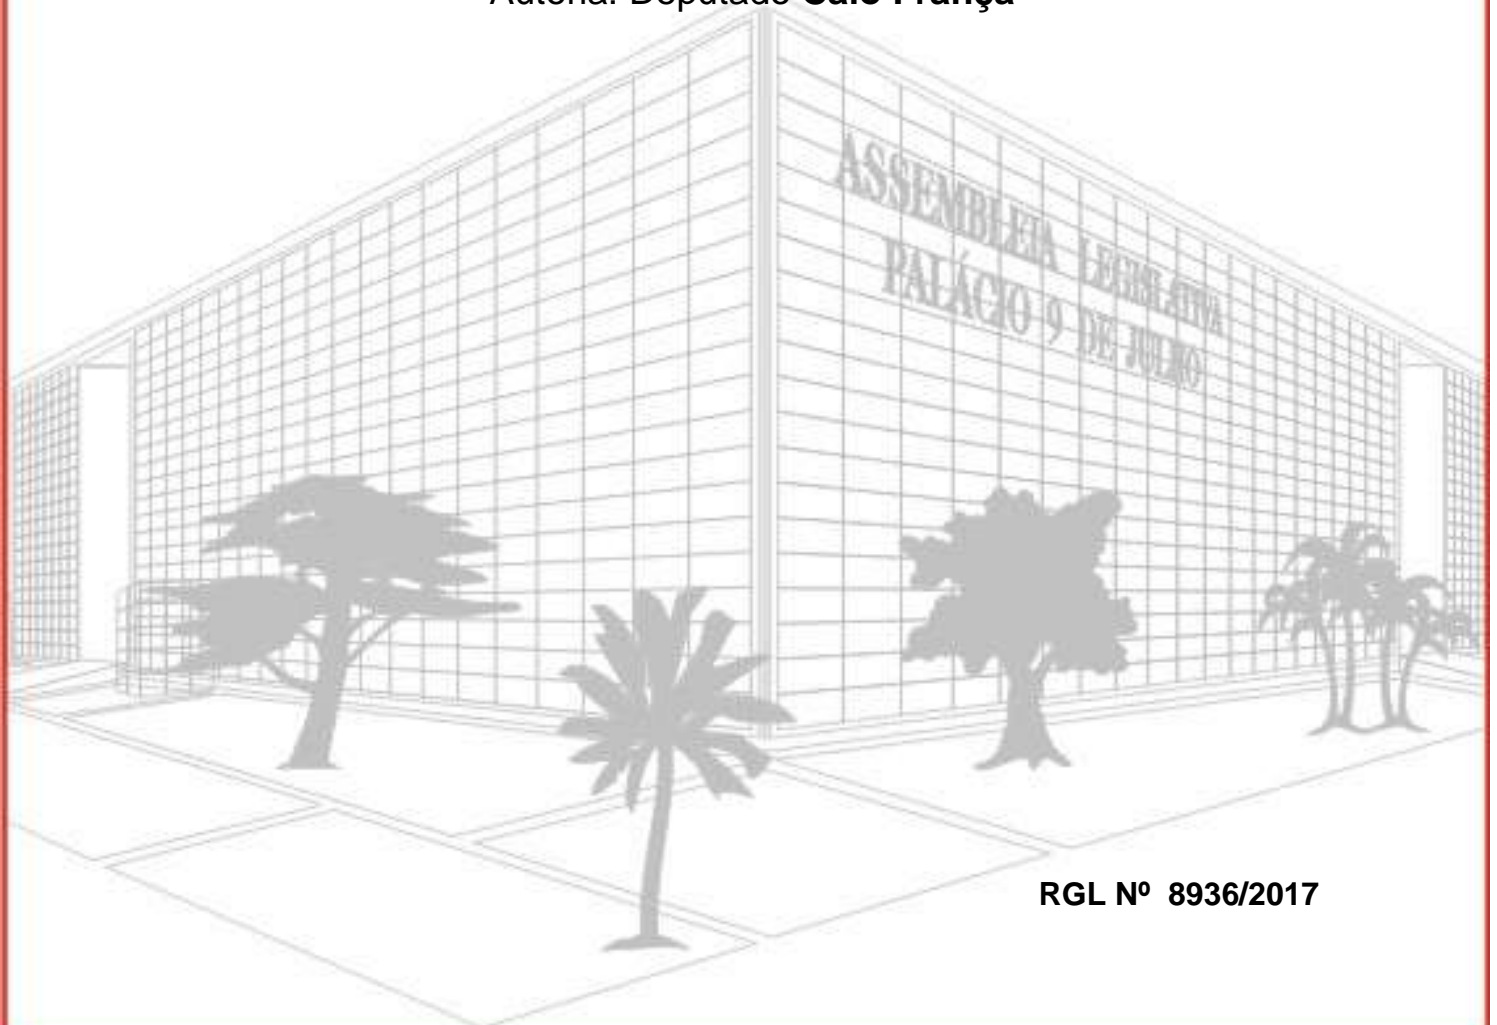 Autoria: Deputado Caio França
ASSEMBLEIA LEGISLATIVA
PALÁCIO 9 DE JULHO
RGL Nº 8936/2017